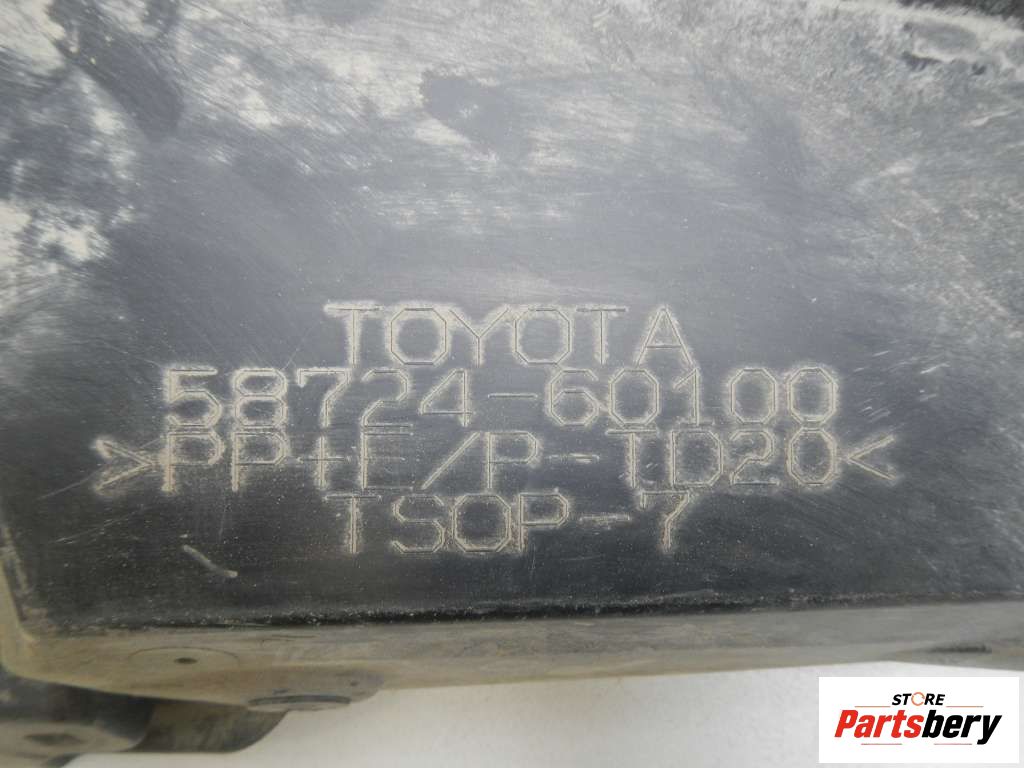 TOYOTA
58724-60100
>PP+E/P-TD20<
TSOP-7
STORE
Partsbery